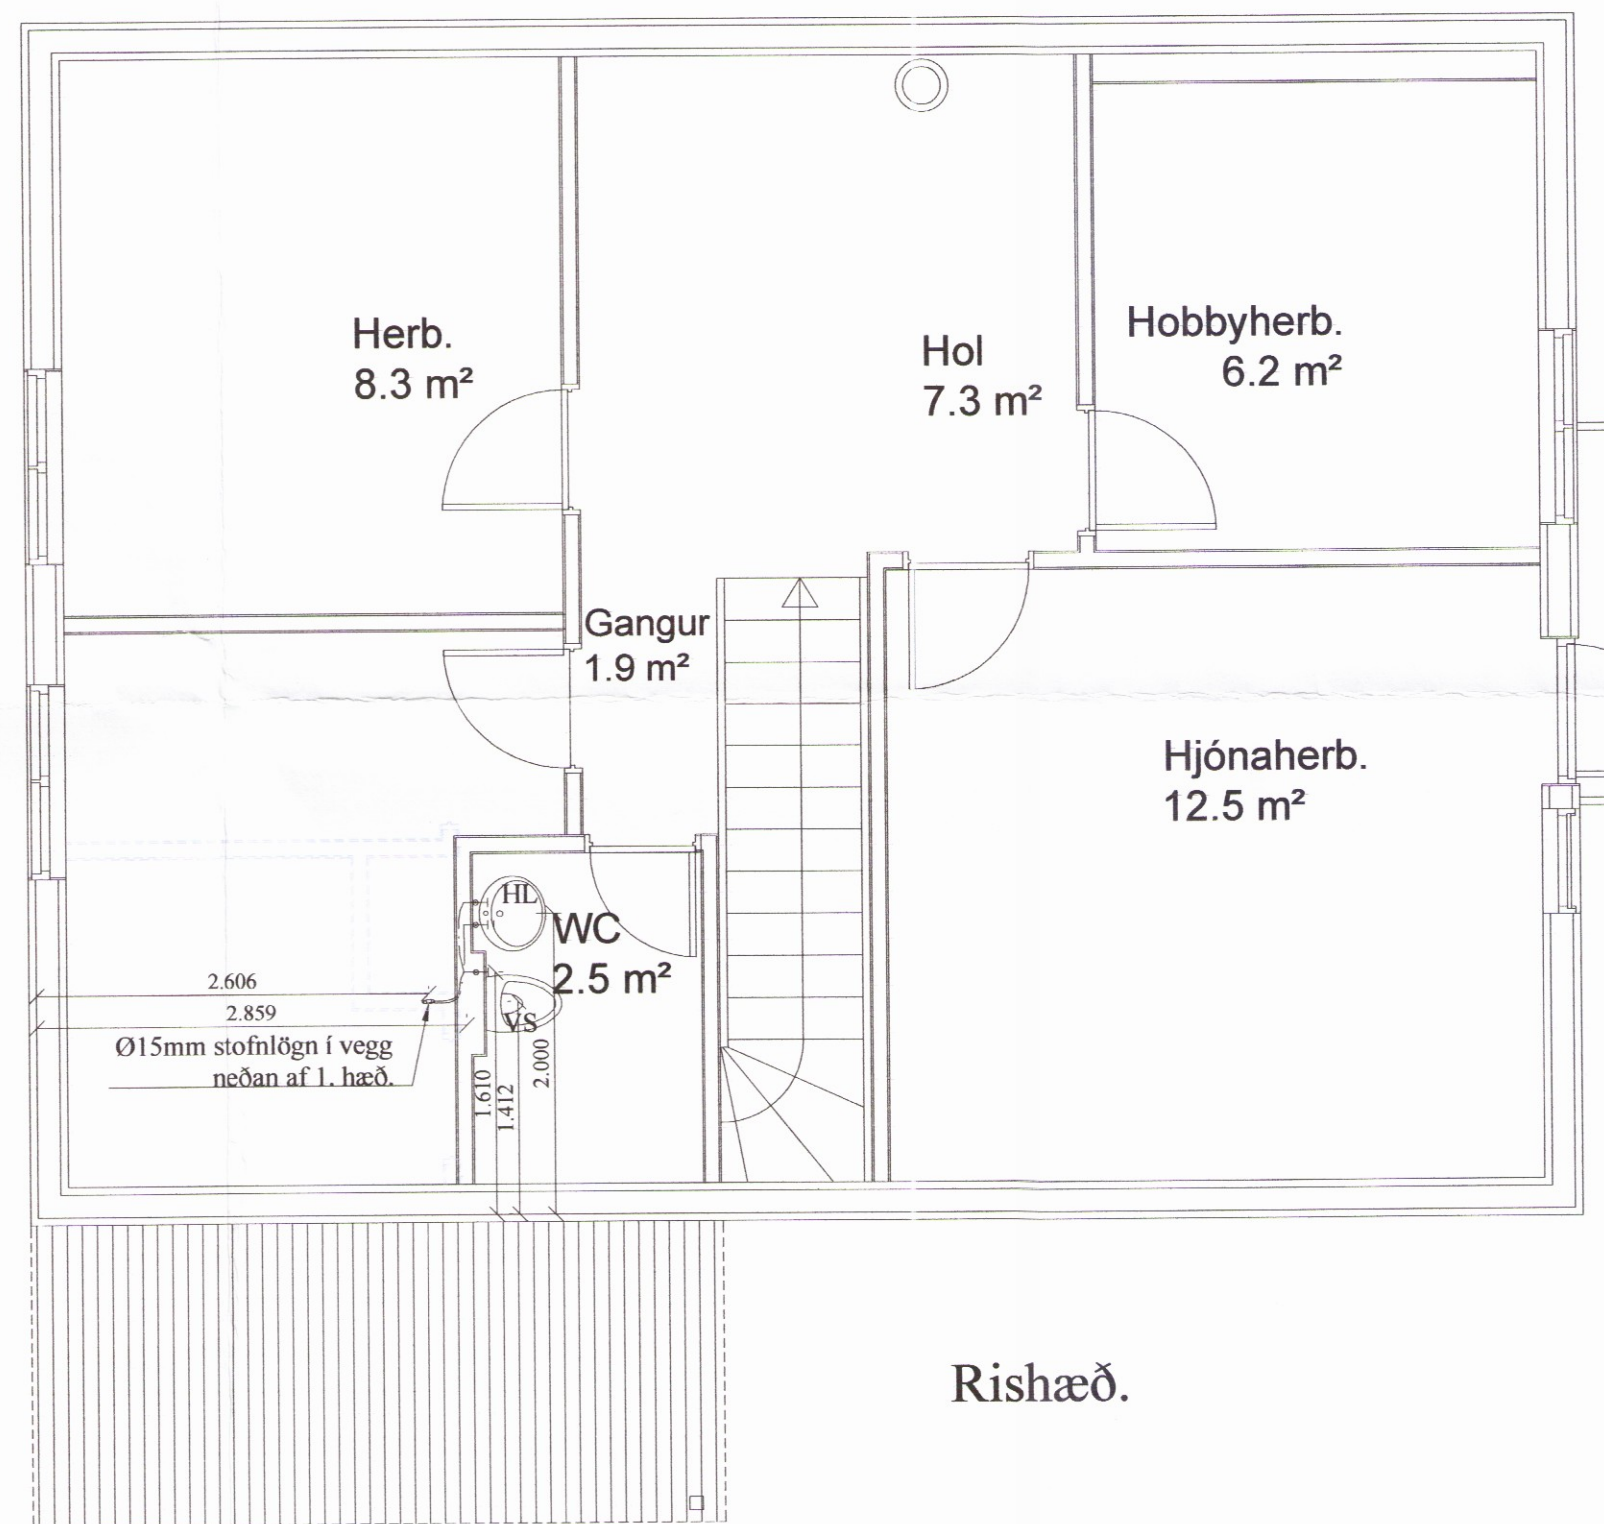 Herb.
8.3 m²
Hol
7.3 m²
Hobbyherb.
6.2 m²
Gangur
1.9 m²
Hjónaherb.
12.5 m²
HL
WC
2.5 m²
VS
2.606
2.859
Ø15mm stofnlögn í vegg
neðan af 1. hæð.
1.610
1.412
2.000
Rishæð.